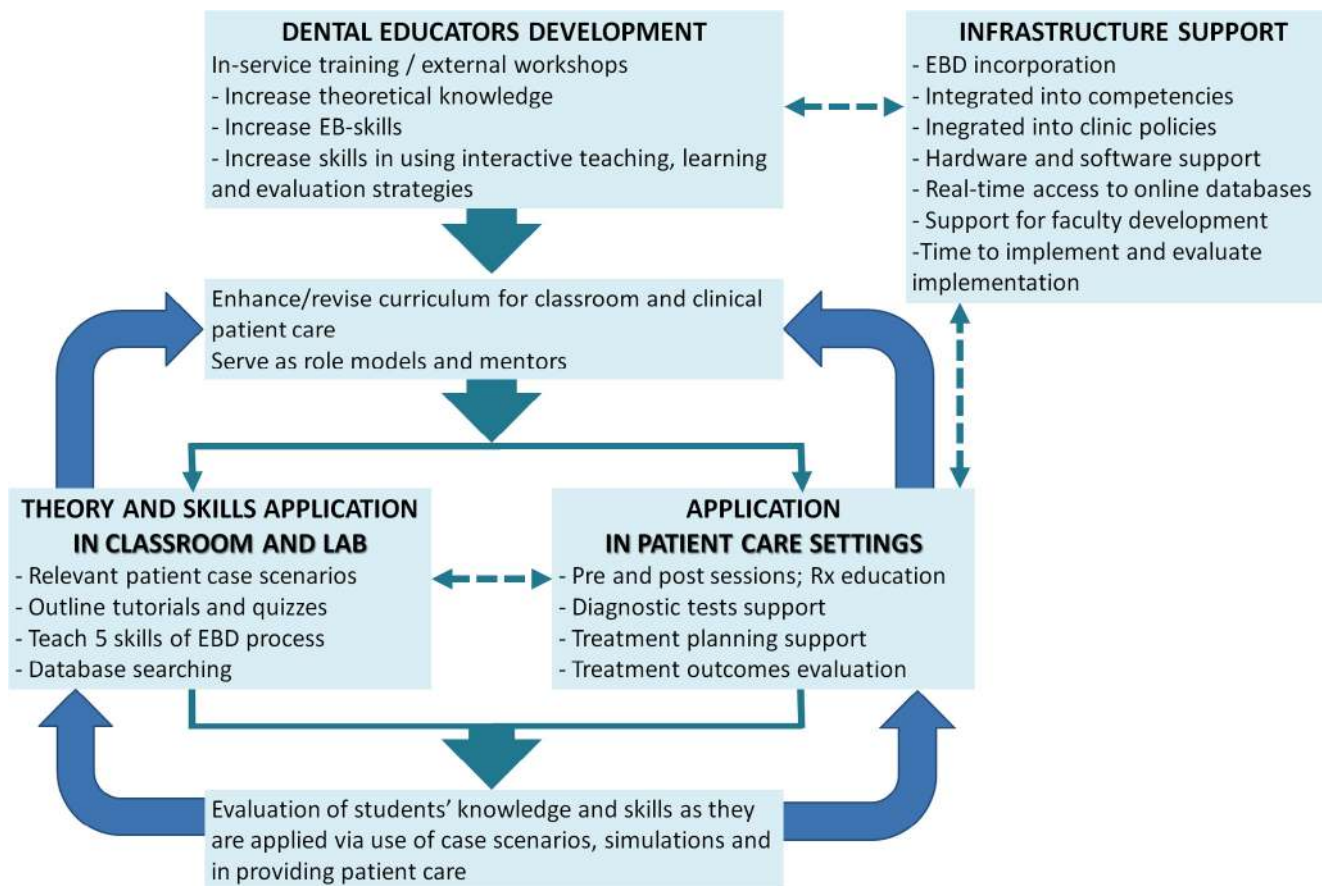 DENTAL EDUCATORS DEVELOPMENT
In-service training / external workshops
- Increase theoretical knowledge
- Increase EB-skills
- Increase skills in using interactive teaching, learning
and evaluation strategies
INFRASTRUCTURE SUPPORT
- EBD incorporation
- Integrated into competencies
- Inegrated into clinic policies
- Hardware and software support
- Real-time access to online databases
- Support for faculty development
-Time to implement and evaluate
implementation
Enhance/revise curriculum for classroom and clinical
patient care
Serve as role models and mentors
THEORY AND SKILLS APPLICATION
IN CLASSROOM AND LAB
- Relevant patient case scenarios
- Outline tutorials and quizzes
- Teach 5 skills of EBD process
- Database searching
APPLICATION
IN PATIENT CARE SETTINGS
- Pre and post sessions; Rx education
- Diagnostic tests support
- Treatment planning support
- Treatment outcomes evaluation
Evaluation of students’ knowledge and skills as they
are applied via use of case scenarios, simulations and
in providing patient care